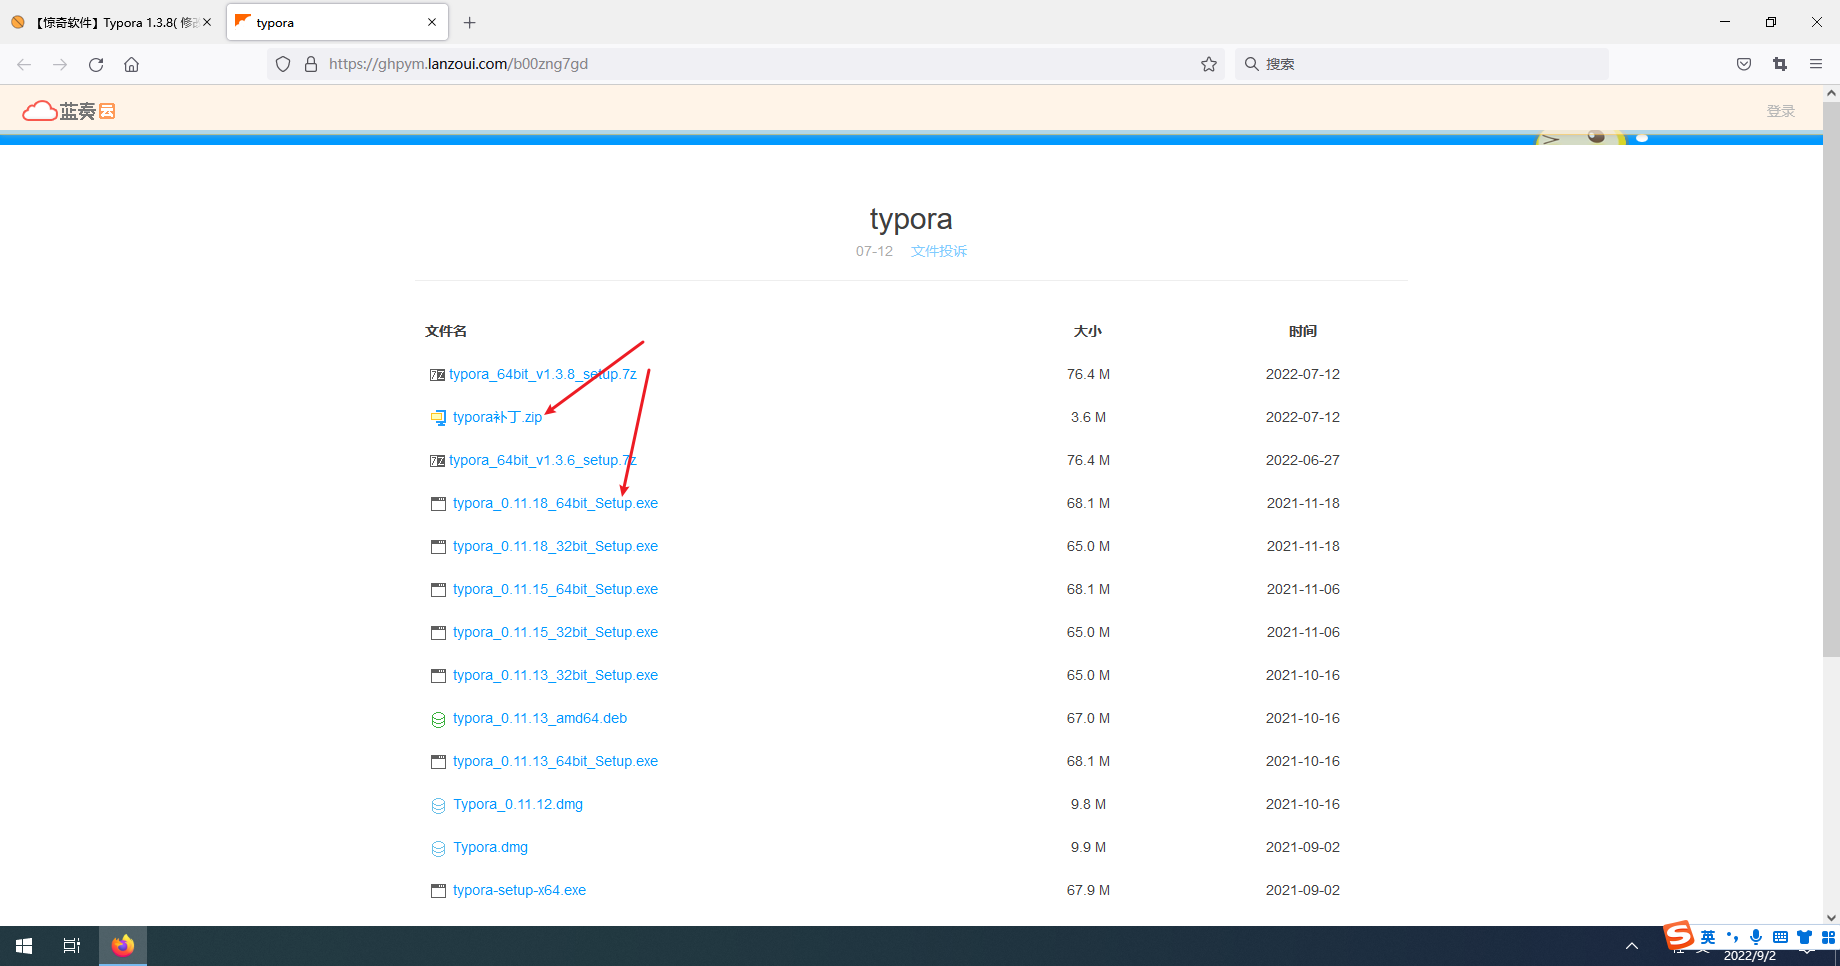 【惊奇软件】Typora 1.3.8( 修改
typora
https://ghpym.lanzoui.com/b00zng7gd
搜索
蓝奏云
登录
typora
07-12 文件投诉
文件名 大小 时间
typora_64bit_v1.3.8_setup.7z 76.4 M 2022-07-12
typora补丁.zip 3.6 M 2022-07-12
typora_64bit_v1.3.6_setup.7z 76.4 M 2022-06-27
typora_0.11.18_64bit_Setup.exe 68.1 M 2021-11-18
typora_0.11.18_32bit_Setup.exe 65.0 M 2021-11-18
typora_0.11.15_64bit_Setup.exe 68.1 M 2021-11-06
typora_0.11.15_32bit_Setup.exe 65.0 M 2021-11-06
typora_0.11.13_32bit_Setup.exe 65.0 M 2021-10-16
typora_0.11.13_amd64.deb 67.0 M 2021-10-16
typora_0.11.13_64bit_Setup.exe 68.1 M 2021-10-16
Typora_0.11.12.dmg 9.8 M 2021-10-16
Typora.dmg 9.9 M 2021-09-02
typora-setup-x64.exe 67.9 M 2021-09-02
英
2022/9/2